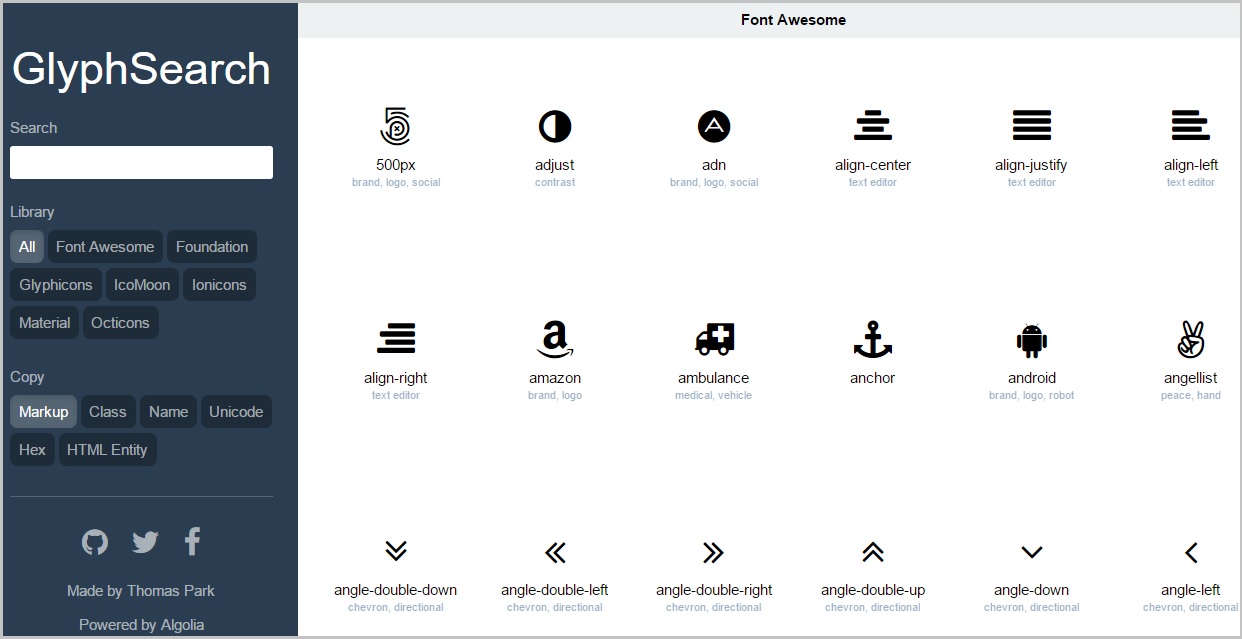 GlyphSearch
Search
Library
All Font Awesome Foundation
Glyphicons IcoMoon Ionicons
Material Octicons
Copy
Markup Class Name Unicode
Hex HTML Entity
Made by Thomas Park
Powered by Algolia
Font Awesome
500px adjust adn align-center align-justify align-left
brand, logo, social contrast brand, logo, social text editor text editor text editor
align-right amazon ambulance anchor android angellist
text editor brand, logo medical, vehicle brand, logo, robot peace, hand
angle-double-down angle-double-left angle-double-right angle-double-up angle-down angle-left
chevron, directional chevron, directional chevron, directional chevron, directional chevron, directional chevron, directional